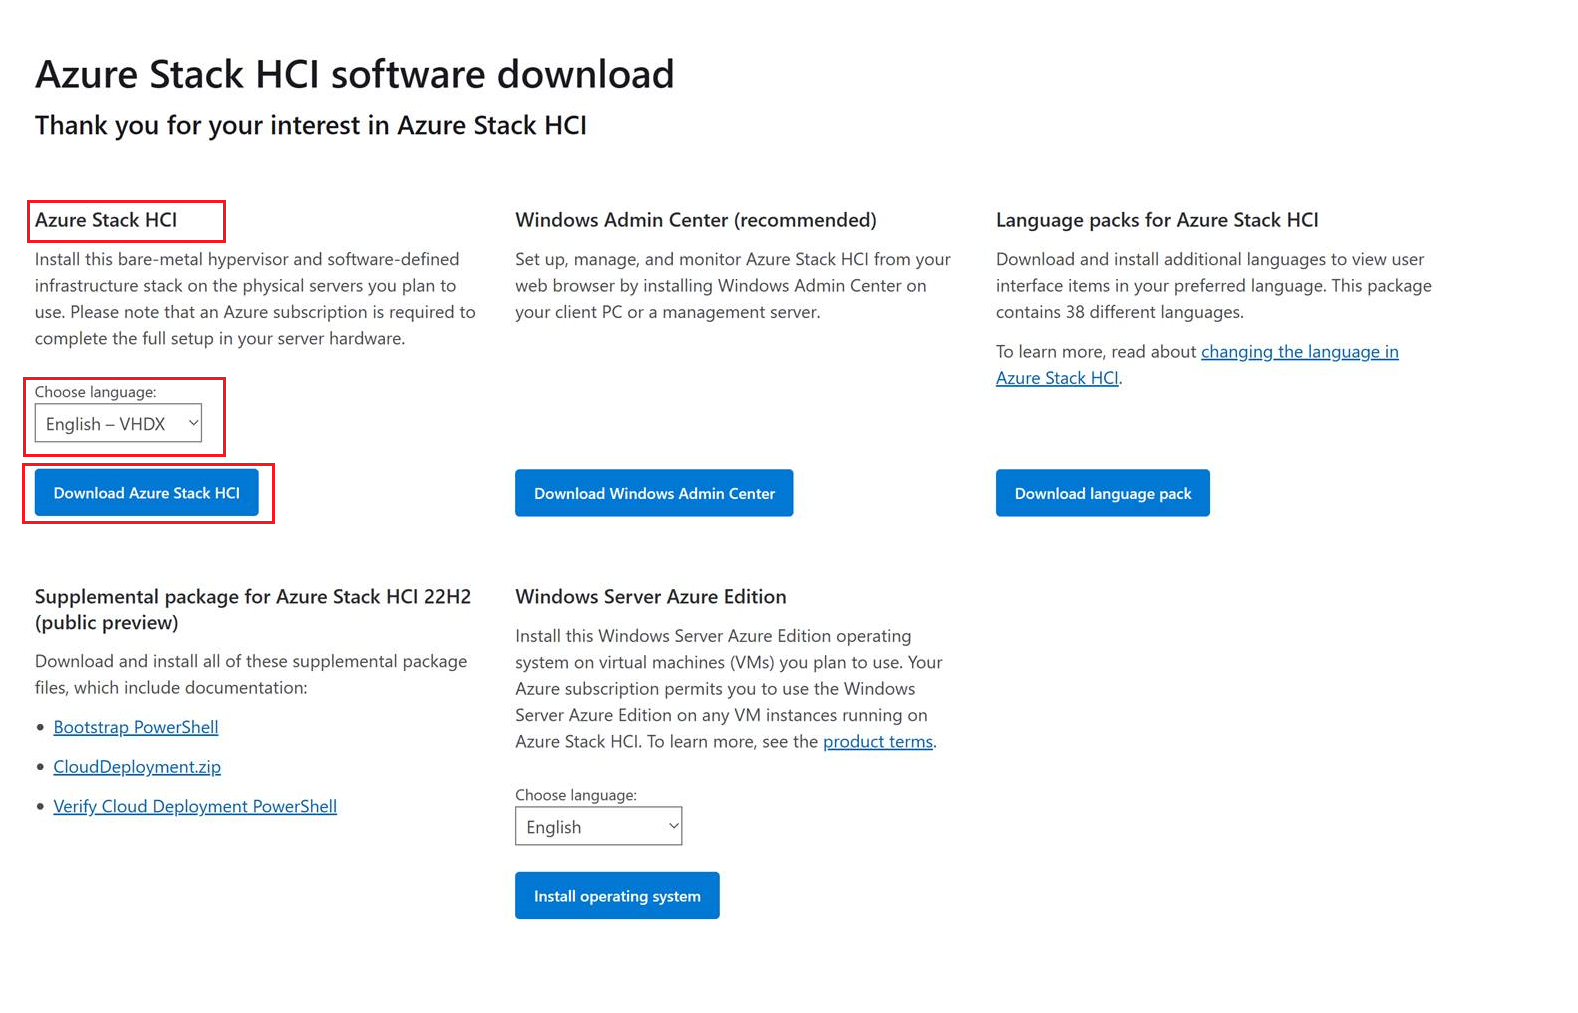 Azure Stack HCI software download
Thank you for your interest in Azure Stack HCI
Azure Stack HCI
Install this bare-metal hypervisor and software-defined
infrastructure stack on the physical servers you plan to
use. Please note that an Azure subscription is required to
complete the full setup in your server hardware.
Choose language:
English – VHDX
Download Azure Stack HCI
Windows Admin Center (recommended)
Set up, manage, and monitor Azure Stack HCI from your
web browser by installing Windows Admin Center on
your client PC or a management server.
Download Windows Admin Center
Language packs for Azure Stack HCI
Download and install additional languages to view user
interface items in your preferred language. This package
contains 38 different languages.
To learn more, read about changing the language in
Azure Stack HCI.
Download language pack
Supplemental package for Azure Stack HCI 22H2
(public preview)
Download and install all of these supplemental package
files, which include documentation:
• Bootstrap PowerShell
• CloudDeployment.zip
• Verify Cloud Deployment PowerShell
Windows Server Azure Edition
Install this Windows Server Azure Edition operating
system on virtual machines (VMs) you plan to use. Your
Azure subscription permits you to use the Windows
Server Azure Edition on any VM instances running on
Azure Stack HCI. To learn more, see the product terms.
Choose language:
English
Install operating system